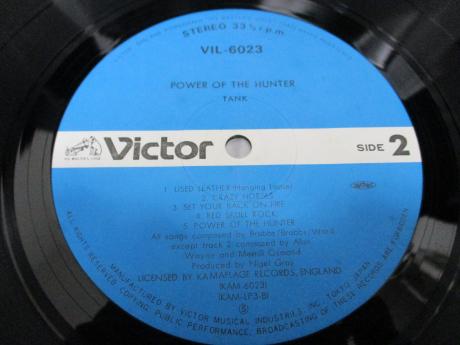 STEREO 33⅓ r.p.m.
VIL-6023
POWER OF THE HUNTER
TANK
HIS MASTER'S VOICE
Victor
SIDE 2
1. USED LEATHER (Hanging Loose)
2. CRAZY HORSES
3. SET YOUR BACK ON FIRE
4. RED SKULL ROCK
5. POWER OF THE HUNTER
All songs composed by Brabbs/Brabbs/Ward
except track 2 composed by Alan,
Wayne and Merrill Osmond
Produced by Nigel Gray
LICENSED BY KAMAFLAGE RECORDS, ENGLAND
(KAM-6023)
(KAM-LP3-B)
Ⓢ
MANUFACTURED BY VICTOR MUSICAL INDUSTRIES, INC. TOKYO, JAPAN
ALL RIGHTS RESERVED. COPYING, PUBLIC PERFORMANCE, BROADCASTING OF THESE RECORDS ARE FORBIDDEN